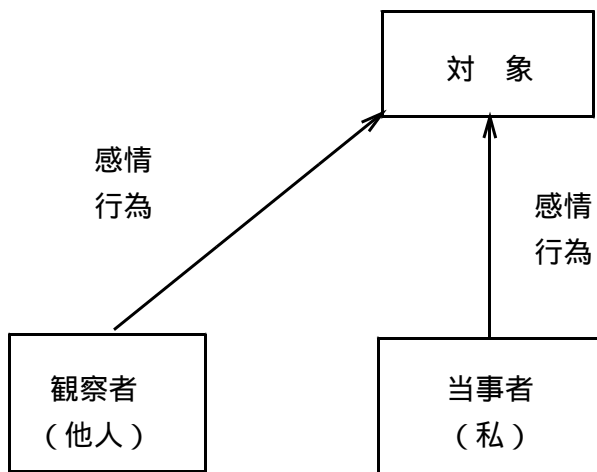 対　象
感情
行為
感情
行為
観察者
（他人）
当事者
（私）